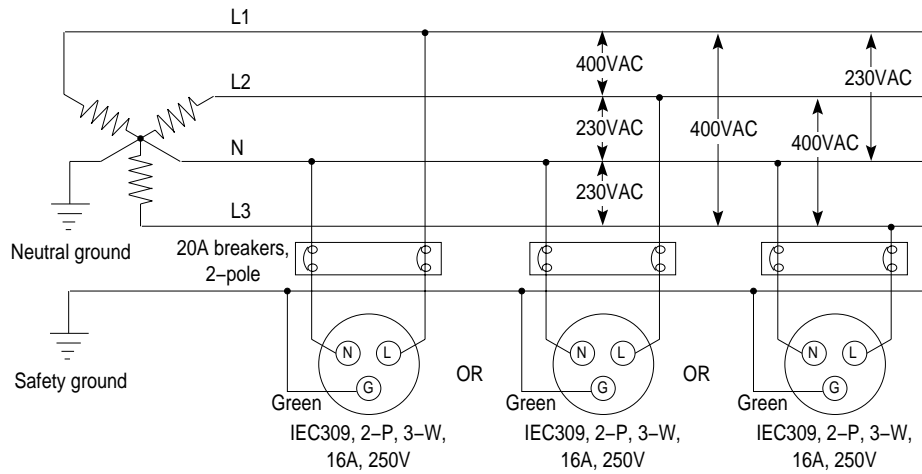 L1
400VAC
L2
230VAC
230VAC
400VAC
400VAC
N
230VAC
L3
Neutral ground
20A breakers,
2–pole
Safety ground
N
L
G
Green
IEC309, 2–P, 3–W,
16A, 250V
OR
N
L
G
Green
IEC309, 2–P, 3–W,
16A, 250V
OR
N
L
G
Green
IEC309, 2–P, 3–W,
16A, 250V